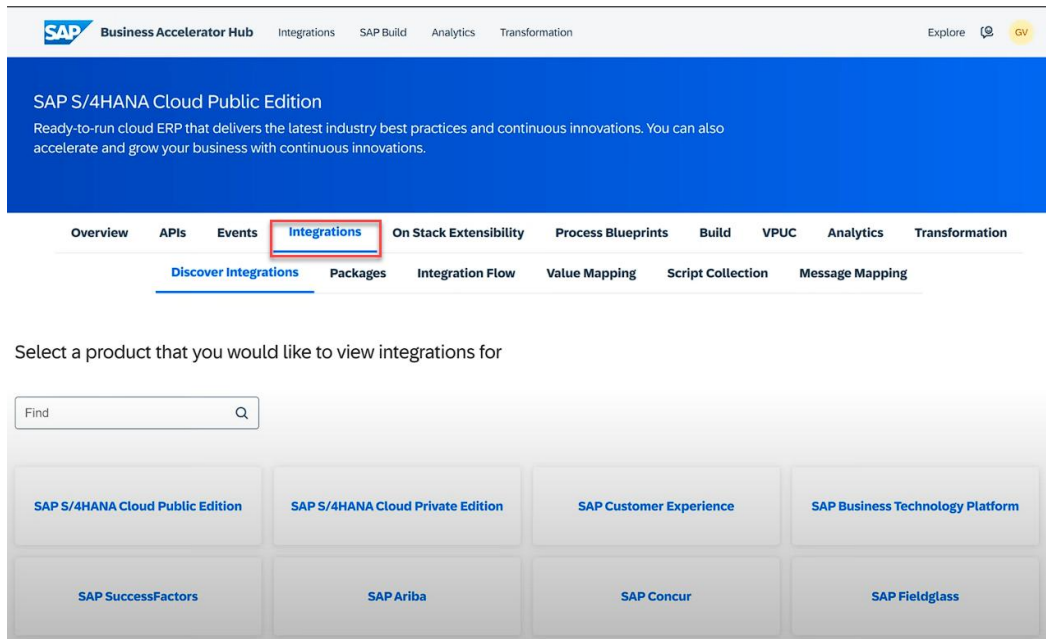 SAP Business Accelerator Hub Integrations SAP Build Analytics Transformation Explore GV
SAP S/4HANA Cloud Public Edition
Ready-to-run cloud ERP that delivers the latest industry best practices and continuous innovations. You can also
accelerate and grow your business with continuous innovations.
Overview APIs Events Integrations On Stack Extensibility Process Blueprints Build VPUC Analytics Transformation
Discover Integrations Packages Integration Flow Value Mapping Script Collection Message Mapping
Select a product that you would like to view integrations for
Find
SAP S/4HANA Cloud Public Edition SAP S/4HANA Cloud Private Edition SAP Customer Experience SAP Business Technology Platform
SAP SuccessFactors SAP Ariba SAP Concur SAP Fieldglass